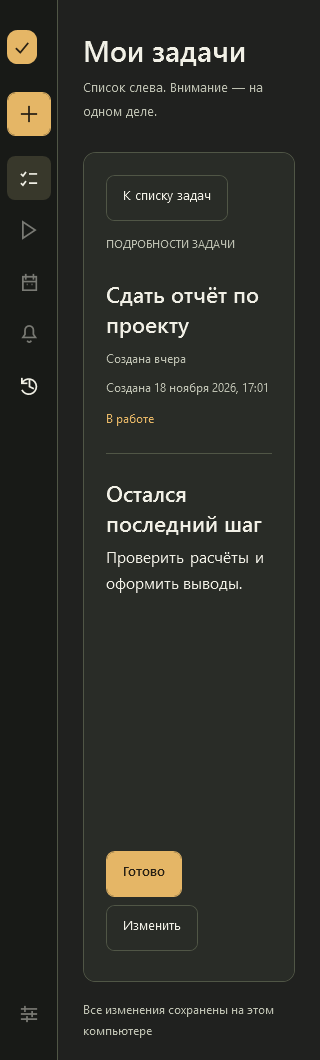 Мои задачи
Список слева. Внимание — на
одном деле.
К списку задач
ПОДРОБНОСТИ ЗАДАЧИ
Сдать отчёт по
проекту
Создана вчера
Создана 18 ноября 2026, 17:01
В работе
Остался
последний шаг
Проверить расчёты и
оформить выводы.
Готово
Изменить
Все изменения сохранены на этом
компьютере